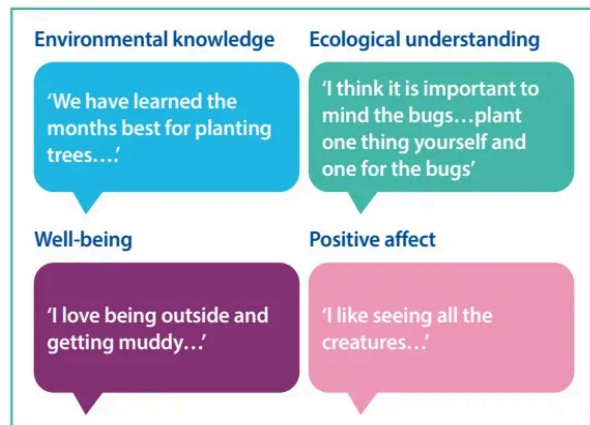 Environmental knowledge
'We have learned the
months best for planting
trees….'
Ecological understanding
'I think it is important to
mind the bugs…plant
one thing yourself and
one for the bugs'
Well-being
'I love being outside and
getting muddy…'
Positive affect
'I like seeing all the
creatures…'